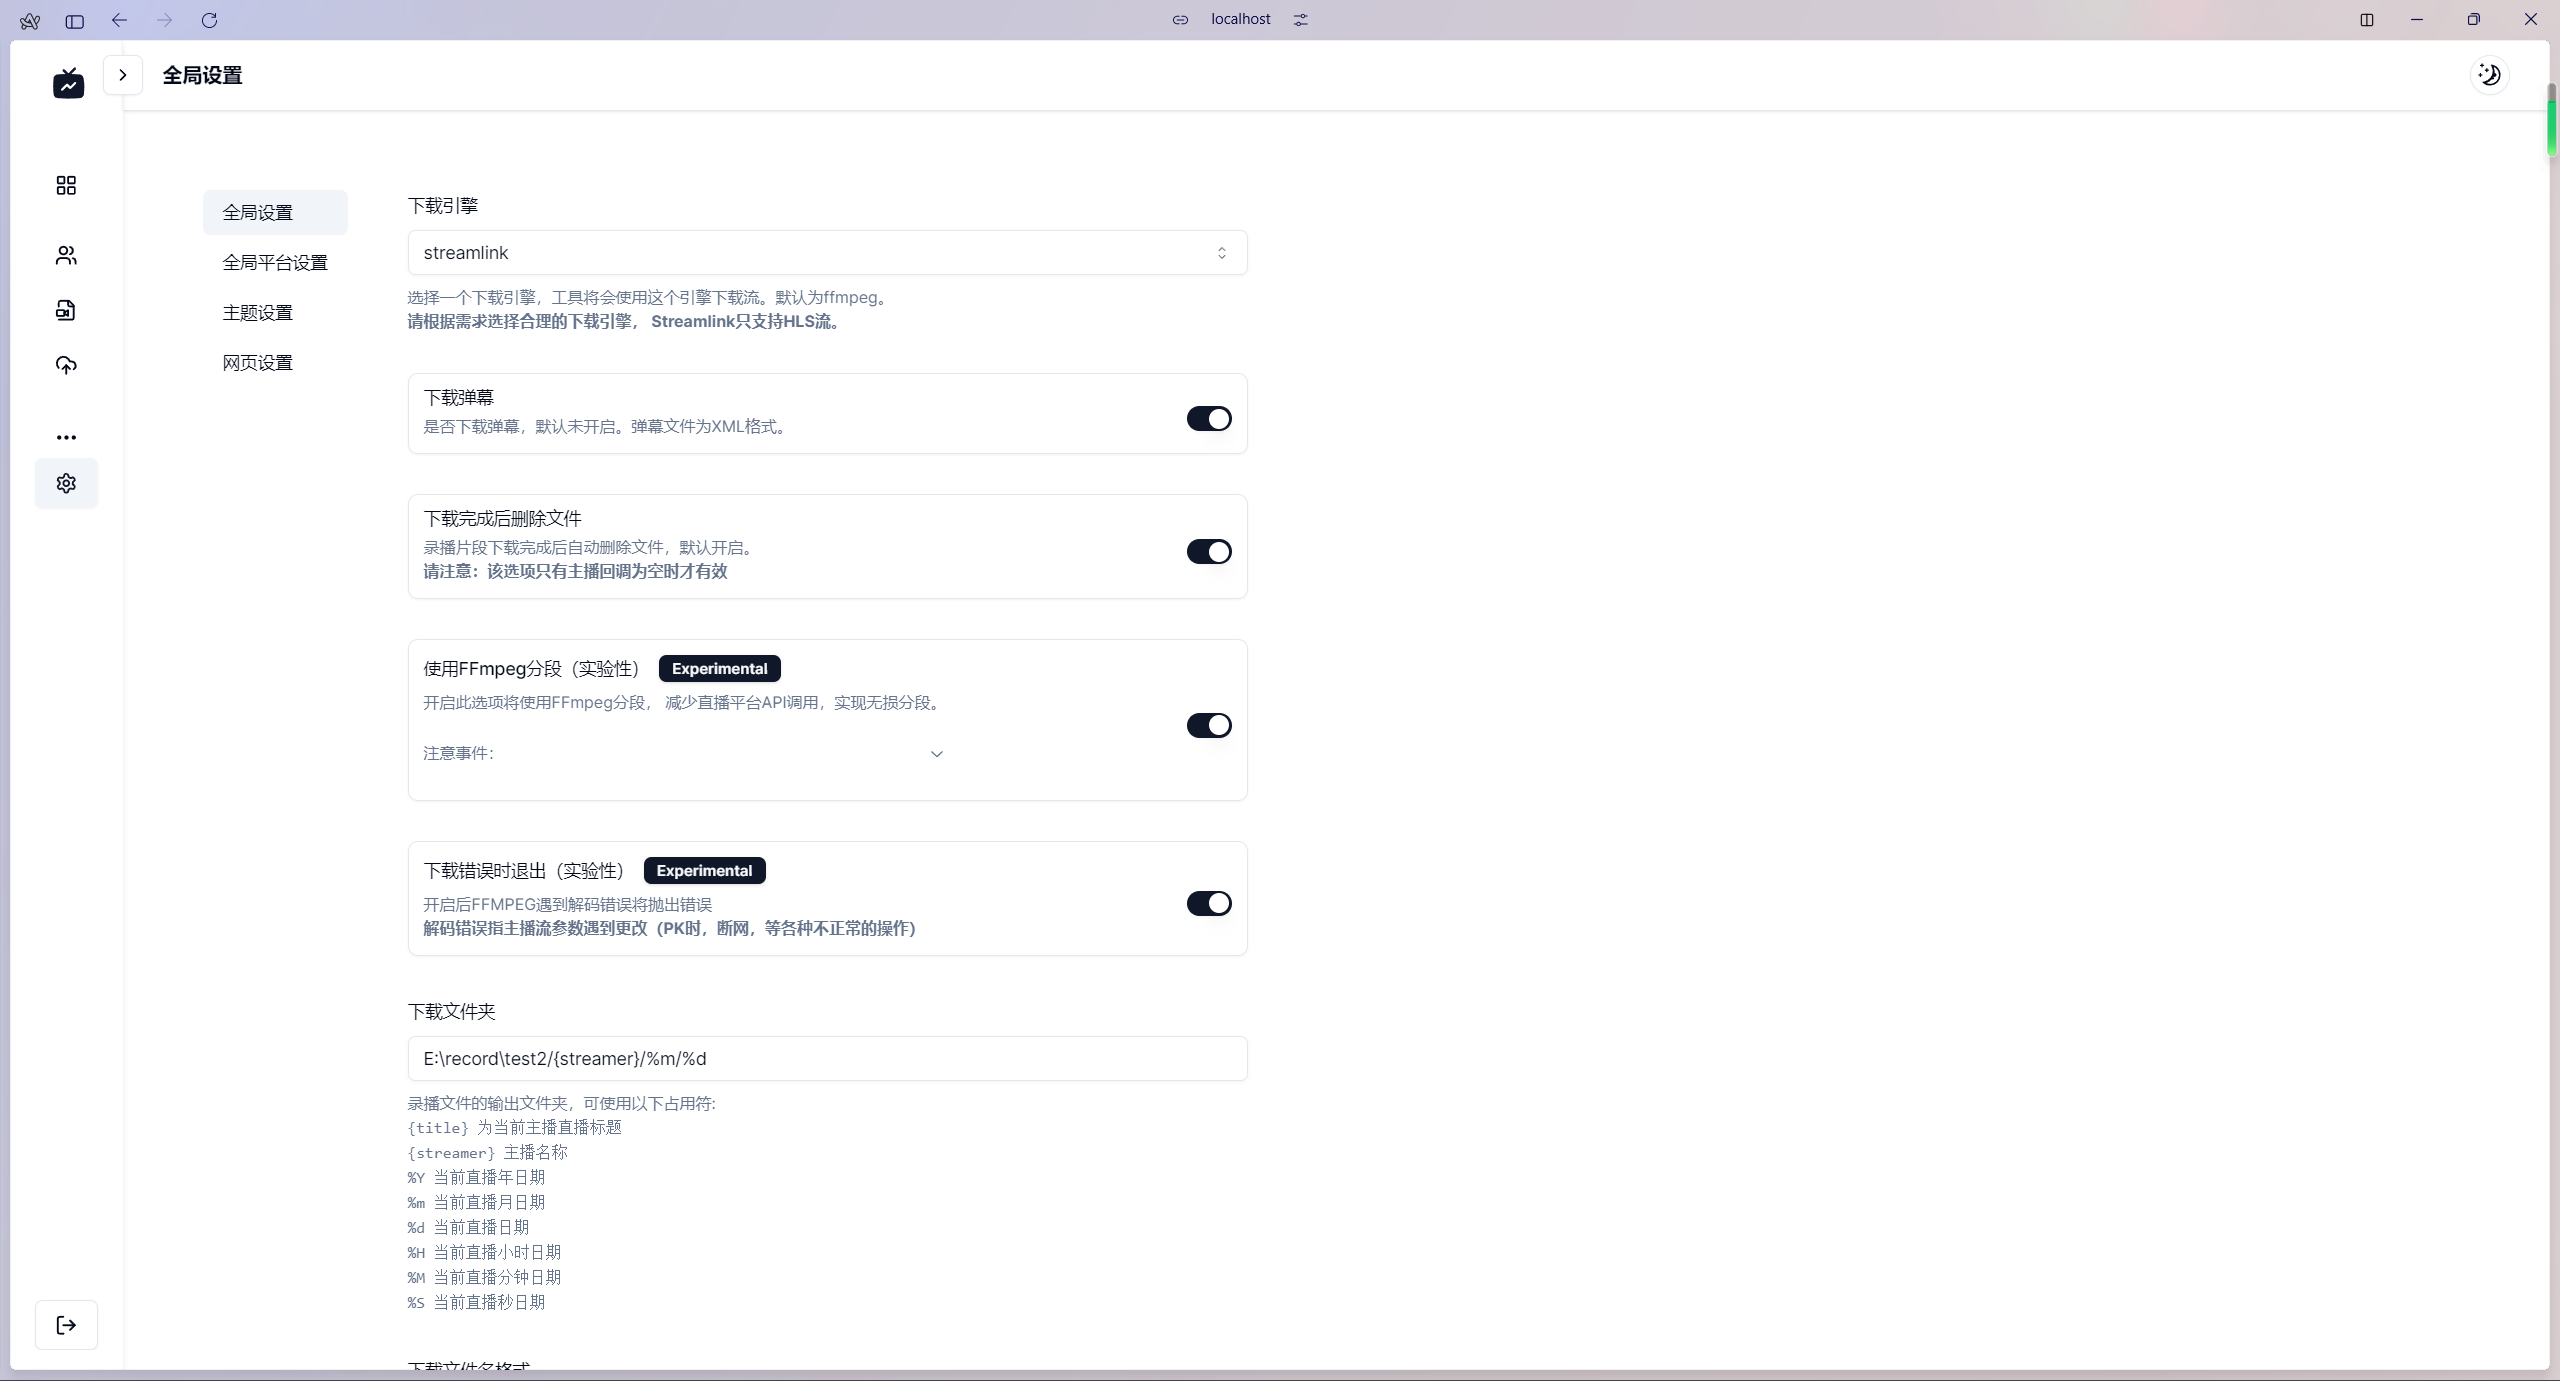 localhost
全局设置
全局设置
全局平台设置
主题设置
网页设置
下载引擎
streamlink
选择一个下载引擎，工具将会使用这个引擎下载流。默认为ffmpeg。
请根据需求选择合理的下载引擎， Streamlink只支持HLS流。
下载弹幕
是否下载弹幕，默认未开启。弹幕文件为XML格式。
下载完成后删除文件
录播片段下载完成后自动删除文件，默认开启。
请注意：该选项只有主播回调为空时才有效
使用FFmpeg分段（实验性） Experimental
开启此选项将使用FFmpeg分段， 减少直播平台API调用，实现无损分段。
注意事件：
下载错误时退出（实验性） Experimental
开启后FFMPEG遇到解码错误将抛出错误
解码错误指主播流参数遇到更改（PK时，断网，等各种不正常的操作）
下载文件夹
E:\record\test2/{streamer}/%m/%d
录播文件的输出文件夹，可使用以下占用符:
{title} 为当前主播直播标题
{streamer} 主播名称
%Y 当前直播年日期
%m 当前直播月日期
%d 当前直播日期
%H 当前直播小时日期
%M 当前直播分钟日期
%S 当前直播秒日期
下载文件名格式